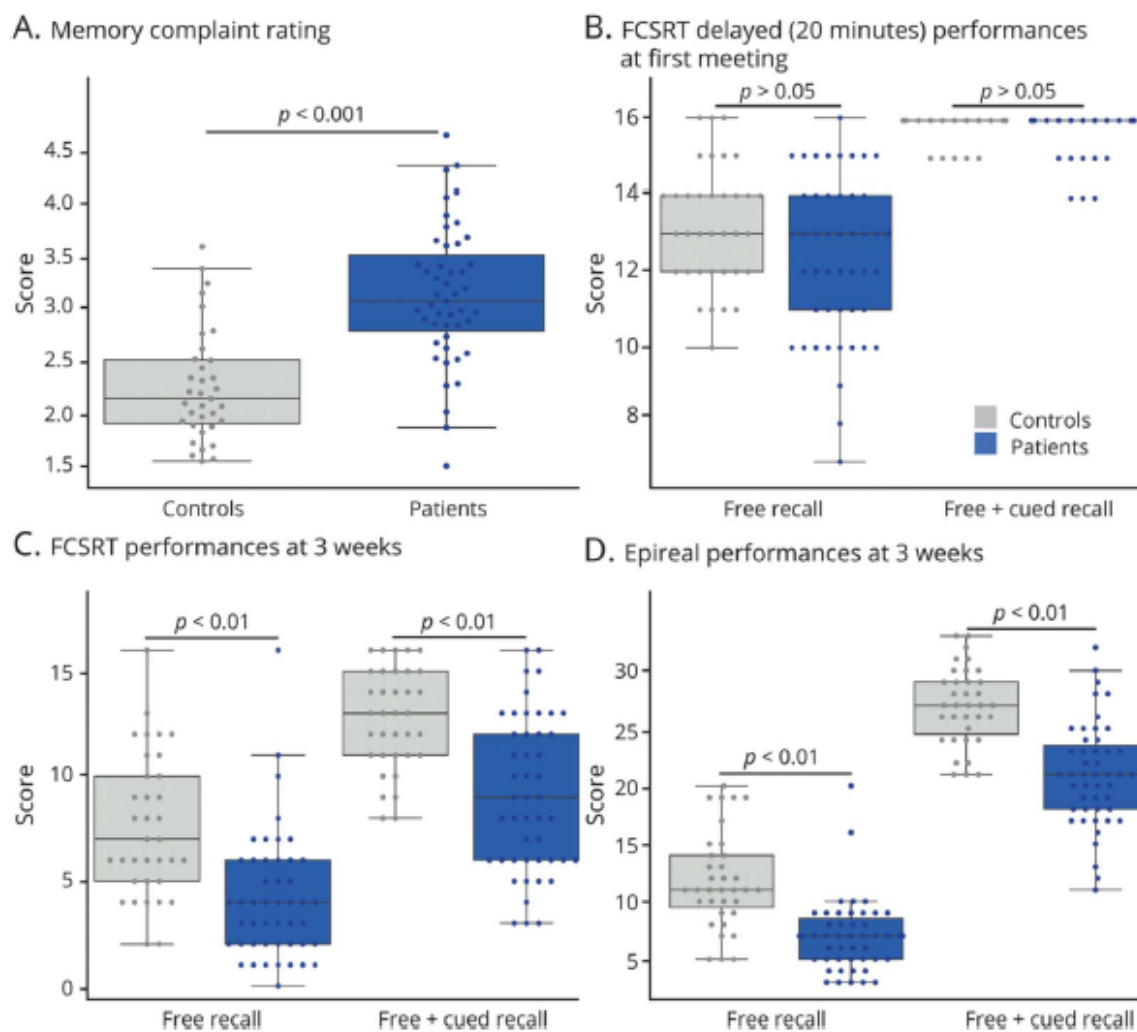 A. Memory complaint rating
p < 0.001
Score
4.5
4.0
3.5
3.0
2.5
2.0
1.5
Controls
Patients
B. FCSRT delayed (20 minutes) performances
at first meeting
p > 0.05
p > 0.05
Score
16
14
12
10
8
Controls
Patients
Free recall
Free + cued recall
C. FCSRT performances at 3 weeks
p < 0.01
p < 0.01
Score
15
10
5
0
Free recall
Free + cued recall
D. Epireal performances at 3 weeks
p < 0.01
p < 0.01
Score
30
25
20
15
10
5
Free recall
Free + cued recall